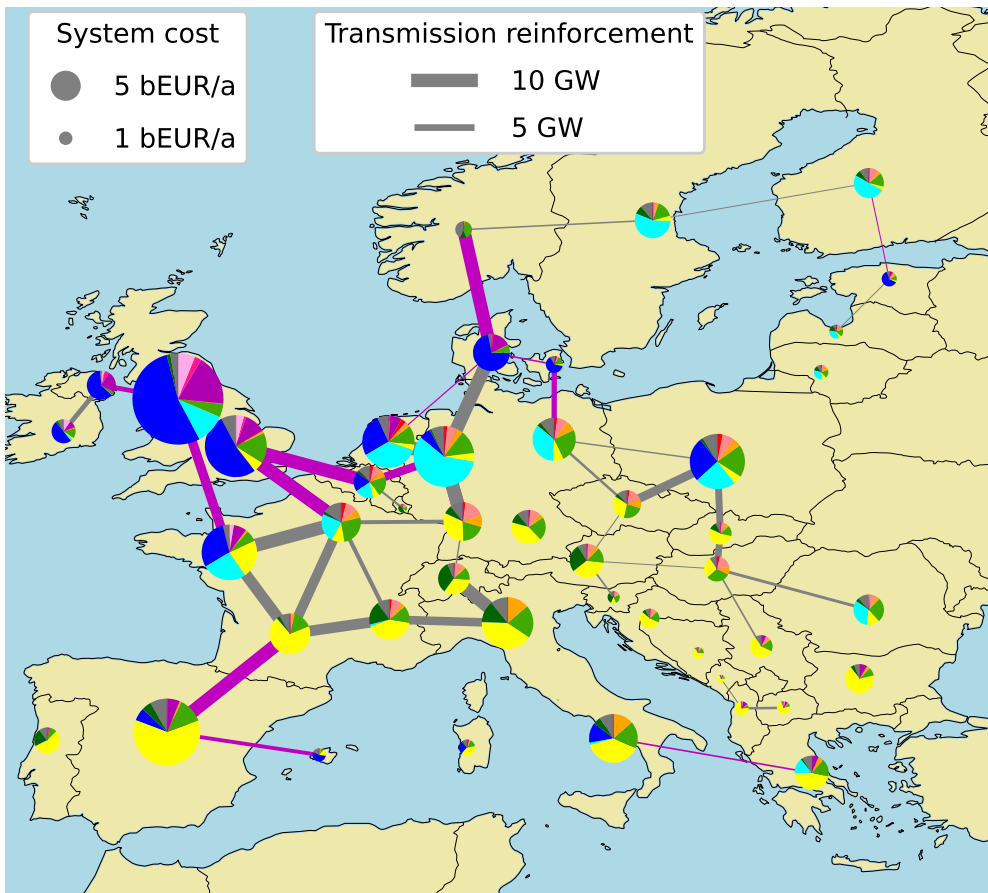 System cost
5 bEUR/a
1 bEUR/a
Transmission reinforcement
10 GW
5 GW